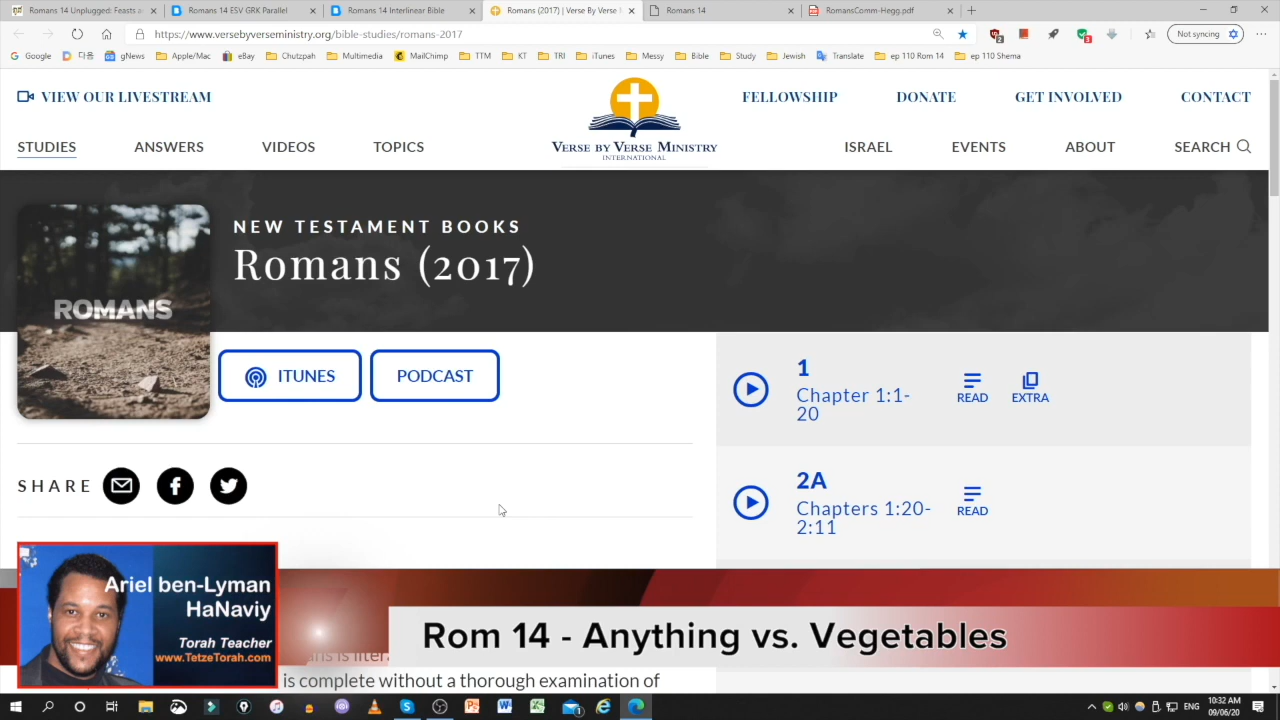 Romans 14 Unplugged: Feasts a
Romans 14 ESV GRK Parallel
Romans 14 Interlinear Bible
Romans (2017) | Verse By Verse M
Romans 14
RomansComm-Hegg.pdf
https://www.versebyverseministry.org/bible-studies/romans-2017
2
3
Not syncing
Google
다음
gNews
Apple/Mac
eBay
Chutzpah
Multimedia
MailChimp
TTM
KT
TRI
iTunes
Messy
Bible
Study
Jewish
Translate
ep 110 Rom 14
ep 110 Shema
VIEW OUR LIVESTREAM
FELLOWSHIP
DONATE
GET INVOLVED
CONTACT
VERSE BY VERSE MINISTRY
INTERNATIONAL
STUDIES
ANSWERS
VIDEOS
TOPICS
ISRAEL
EVENTS
ABOUT
SEARCH
ROMANS
NEW TESTAMENT BOOKS
Romans (2017)
ITUNES
PODCAST
1
Chapter 1:1-
20
READ
EXTRA
SHARE
2A
Chapters 1:20-
2:11
READ
Ariel ben-Lyman
HaNaviy
Torah Teacher
www.TetzeTorah.com
Rom 14 - Anything vs. Vegetables
is complete without a thorough examination of
1
10:32 AM
09/06/20